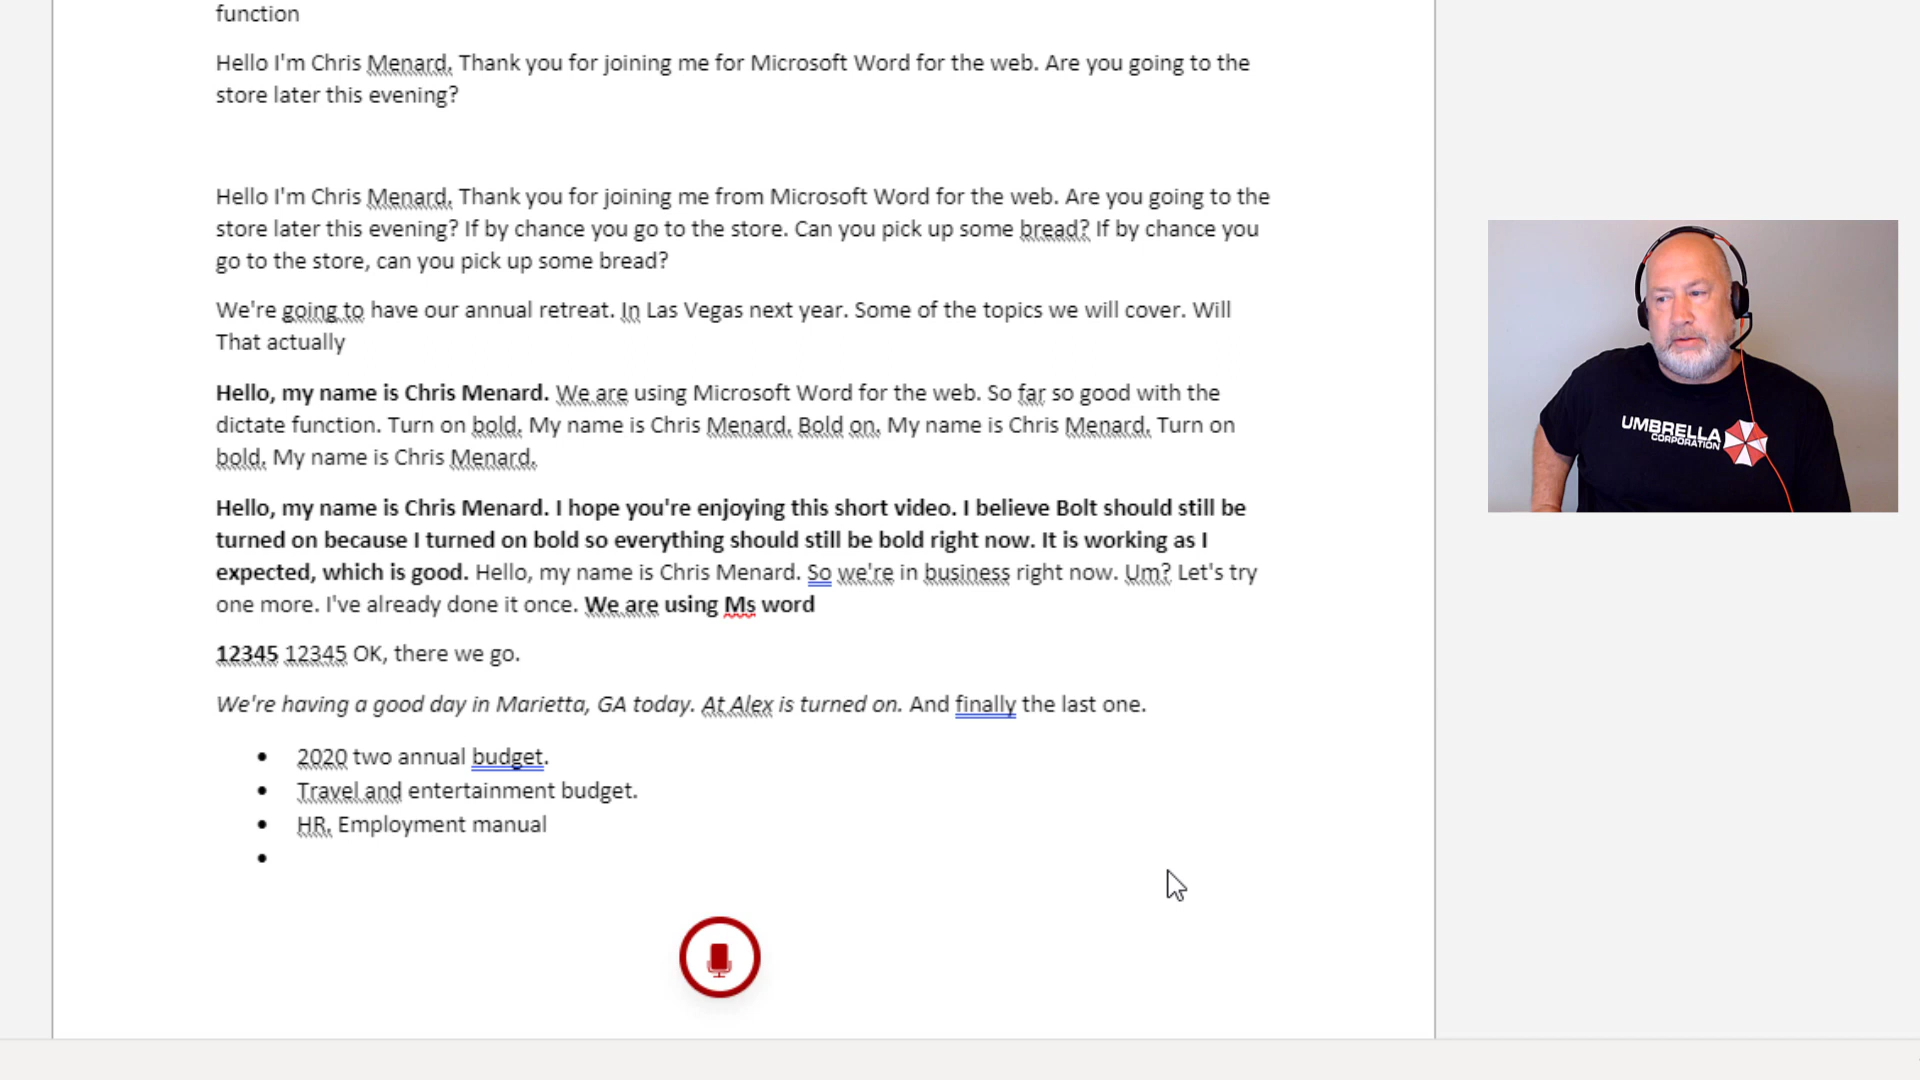 function
Hello I'm Chris Menard, Thank you for joining me for Microsoft Word for the web. Are you going to the
store later this evening?
Hello I'm Chris Menard, Thank you for joining me from Microsoft Word for the web. Are you going to the
store later this evening? If by chance you go to the store. Can you pick up some bread? If by chance you
go to the store, can you pick up some bread?
We're going to have our annual retreat. In Las Vegas next year. Some of the topics we will cover. Will
That actually
Hello, my name is Chris Menard. We are using Microsoft Word for the web. So far so good with the
dictate function. Turn on bold, My name is Chris Menard, Bold on, My name is Chris Menard, Turn on
bold, My name is Chris Menard,
Hello, my name is Chris Menard. I hope you're enjoying this short video. I believe Bolt should still be
turned on because I turned on bold so everything should still be bold right now. It is working as I
expected, which is good. Hello, my name is Chris Menard. So we're in business right now. Um? Let's try
one more. I've already done it once. We are using Ms word
12345 12345 OK, there we go.
We're having a good day in Marietta, GA today. At Alex is turned on. And finally the last one.
• 2020 two annual budget.
• Travel and entertainment budget.
• HR, Employment manual
•
UMBRELLA
CORPORATION